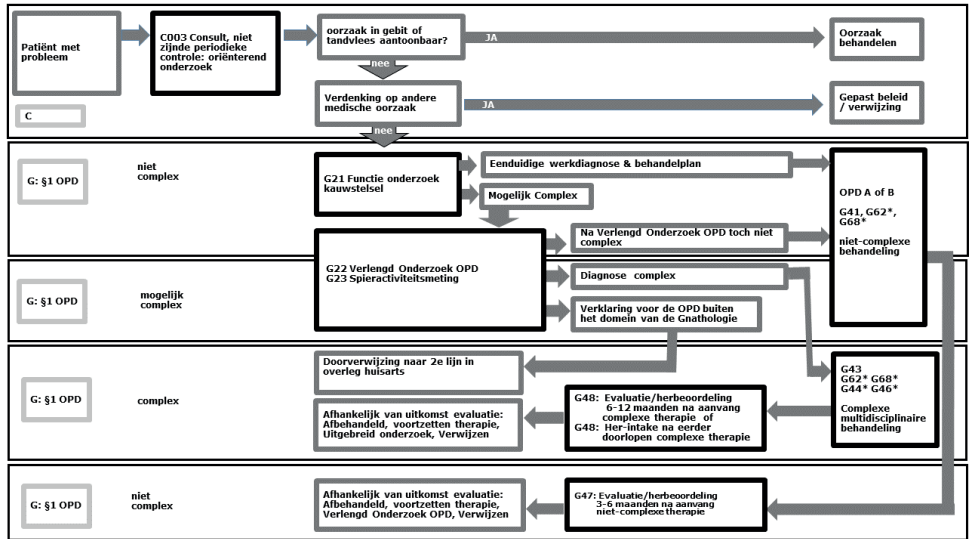 Patiënt met
probleem
C003 Consult, niet
zijnde periodieke
controle: oriënterend
onderzoek
oorzaak in gebit of
tandvlees aantoonbaar?
JA
Oorzaak
behandelen
nee
C
Verdenking op andere
medische oorzaak
JA
Gepast beleid
/ verwijzing
nee
G: §1 OPD
niet
complex
G21 Functie onderzoek
kauwstelsel
Eenduidige werkdiagnose & behandelplan
Mogelijk Complex
OPD A of B
G41, G62*,
G68*
niet-complexe
behandeling
Na Verlengd Onderzoek OPD toch niet
complex
G22 Verlengd Onderzoek OPD
G23 Spieractiviteitsmeting
G: §1 OPD
mogelijk
complex
Diagnose complex
Verklaring voor de OPD buiten
het domein van de Gnathologie
G: §1 OPD
complex
Doorverwijzing naar 2e lijn in
overleg huisarts
Afhankelijk van uitkomst evaluatie:
Afbehandeld, voortzetten therapie,
Uitgebreid onderzoek, Verwijzen
G48: Evaluatie/herbeoordeling
6-12 maanden na aanvang
complexe therapie of
G48: Her-intake na eerder
doorlopen complexe therapie
G43
G62* G68*
G44* G46*
Complexe
multidisciplinaire
behandeling
G: §1 OPD
niet
complex
Afhankelijk van uitkomst evaluatie:
Afbehandeld, voortzetten therapie,
Verlengd Onderzoek OPD, Verwijzen
G47: Evaluatie/herbeoordeling
3-6 maanden na aanvang
niet-complexe therapie